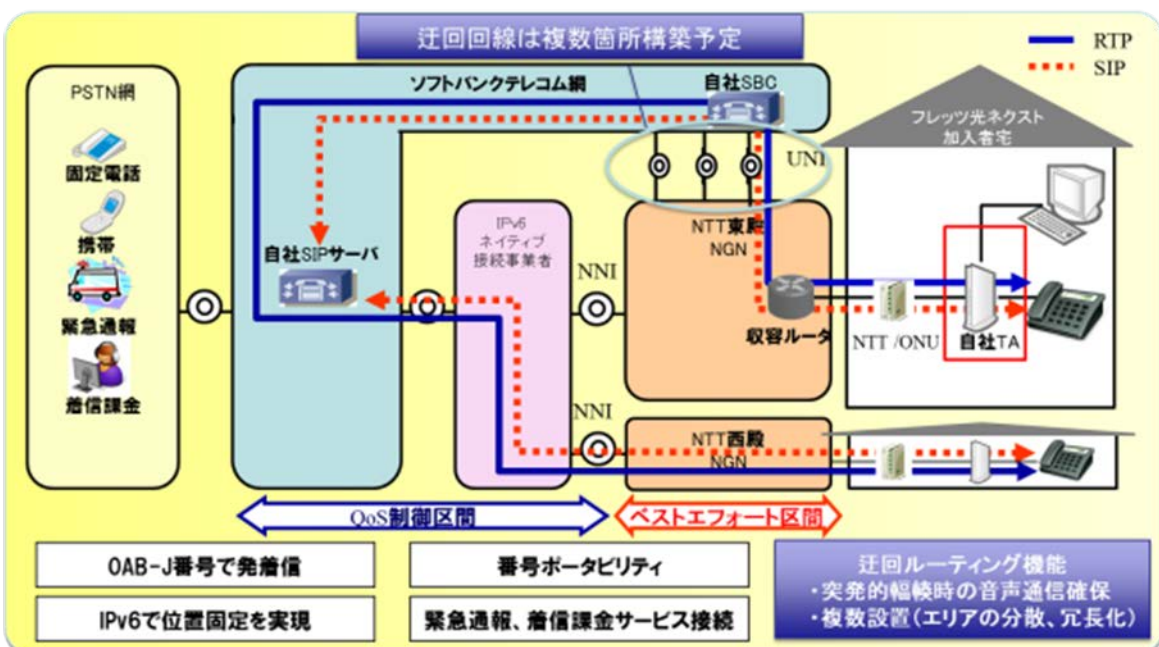 迂回回線は複数箇所構築予定
RTP
SIP
PSTN網
固定電話
携帯
緊急通報
着信課金
ソフトバンクテレコム網
自社SBC
自社SIPサーバ
IPv6
ネイティブ
接続事業者
NNI
NNI
UNI
NTT東殿
NGN
収容ルータ
NTT西殿
NGN
フレッツ光ネクスト
加入者宅
NTT /ONU
自社TA
QoS制御区間
ベストエフォート区間
0AB-J番号で発着信
番号ポータビリティ
IPv6で位置固定を実現
緊急通報、着信課金サービス接続
迂回ルーティング機能
・突発的輻輳時の音声通信確保
・複数設置(エリアの分散、冗長化)